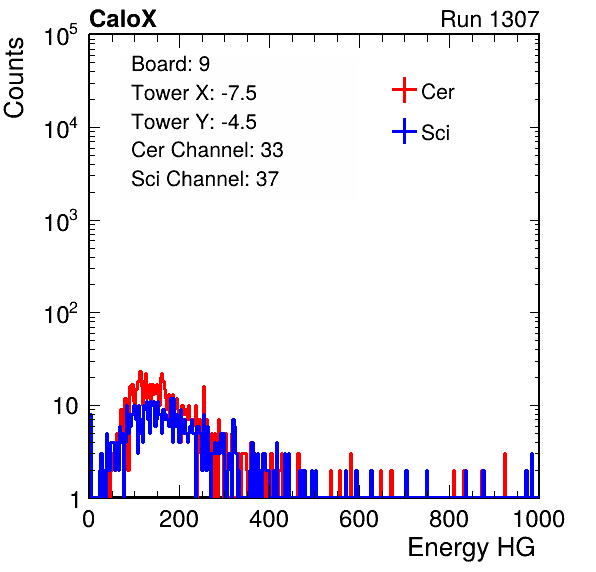 CaloX
Run 1307
Counts
Board: 9
Tower X: -7.5
Tower Y: -4.5
Cer Channel: 33
Sci Channel: 37
Cer
Sci
10^5
10^4
10^3
10^2
10
1
0 200 400 600 800 1000
Energy HG